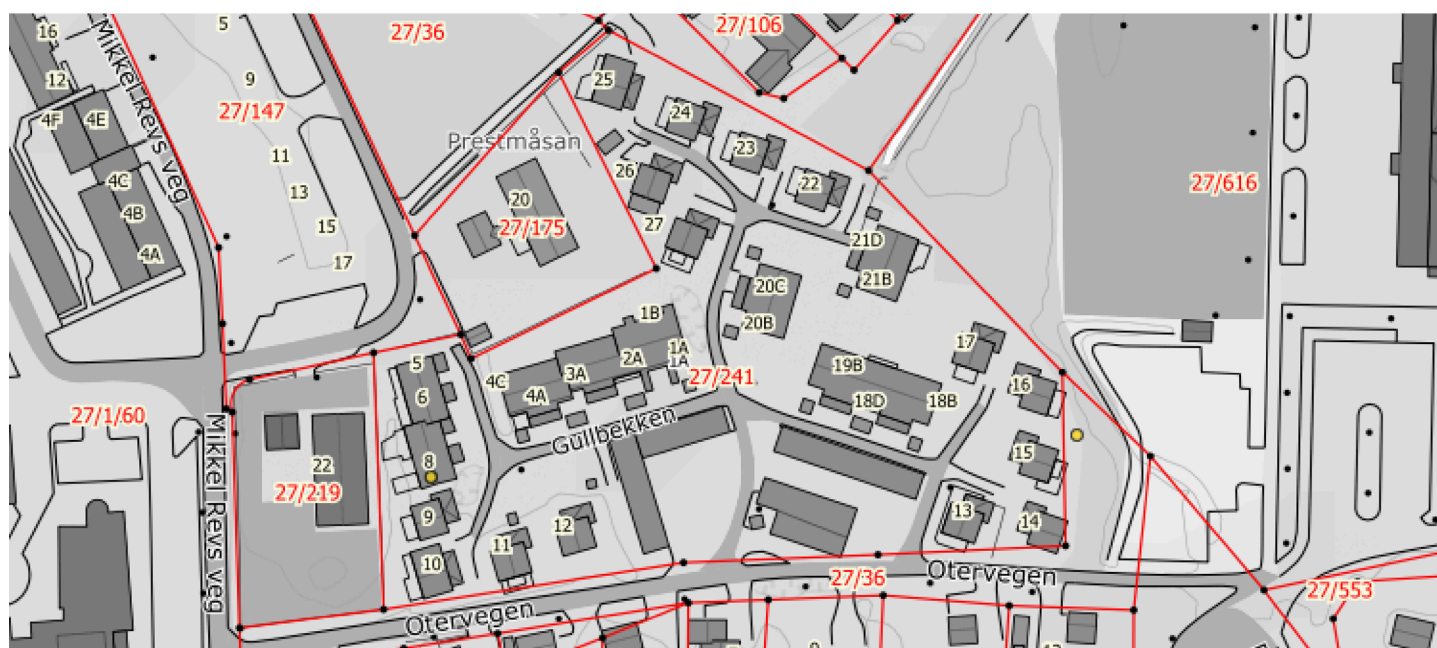 5
27/36
27/106
16
Mikkel Revs veg
12
9
25
27/147
4F
4E
24
Prestmåsan
23
11
26
4C
13
22
27/616
20
4B
15
27/175
27
21D
4A
17
21B
20C
1B
20B
5
1A
2A
1A
17
19B
3A
4C
27/241
16
6
4A
18D
18B
27/1/60
Gullbekken
Mikkel Revs veg
8
22
15
27/219
9
12
13
14
11
10
27/36
Otervegen
27/553
Otervegen